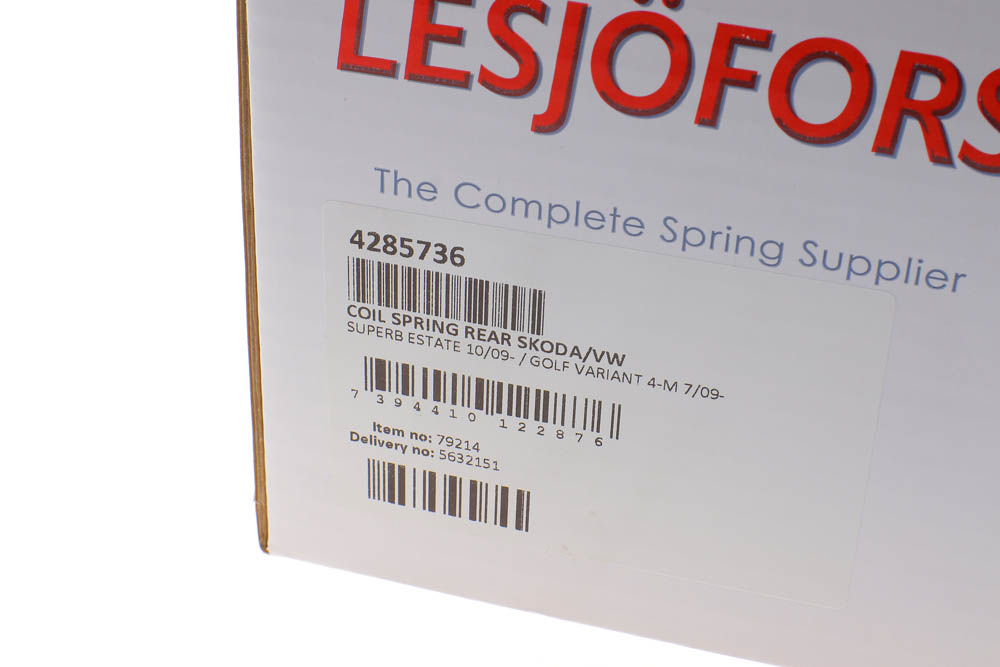 LESJÖFORS
The Complete Spring Supplier
4285736
COIL SPRING REAR SKODA/VW
SUPERB ESTATE 10/09- / GOLF VARIANT 4-M 7/09-
7 394410 122876
Item no: 79214
Delivery no: 5632151